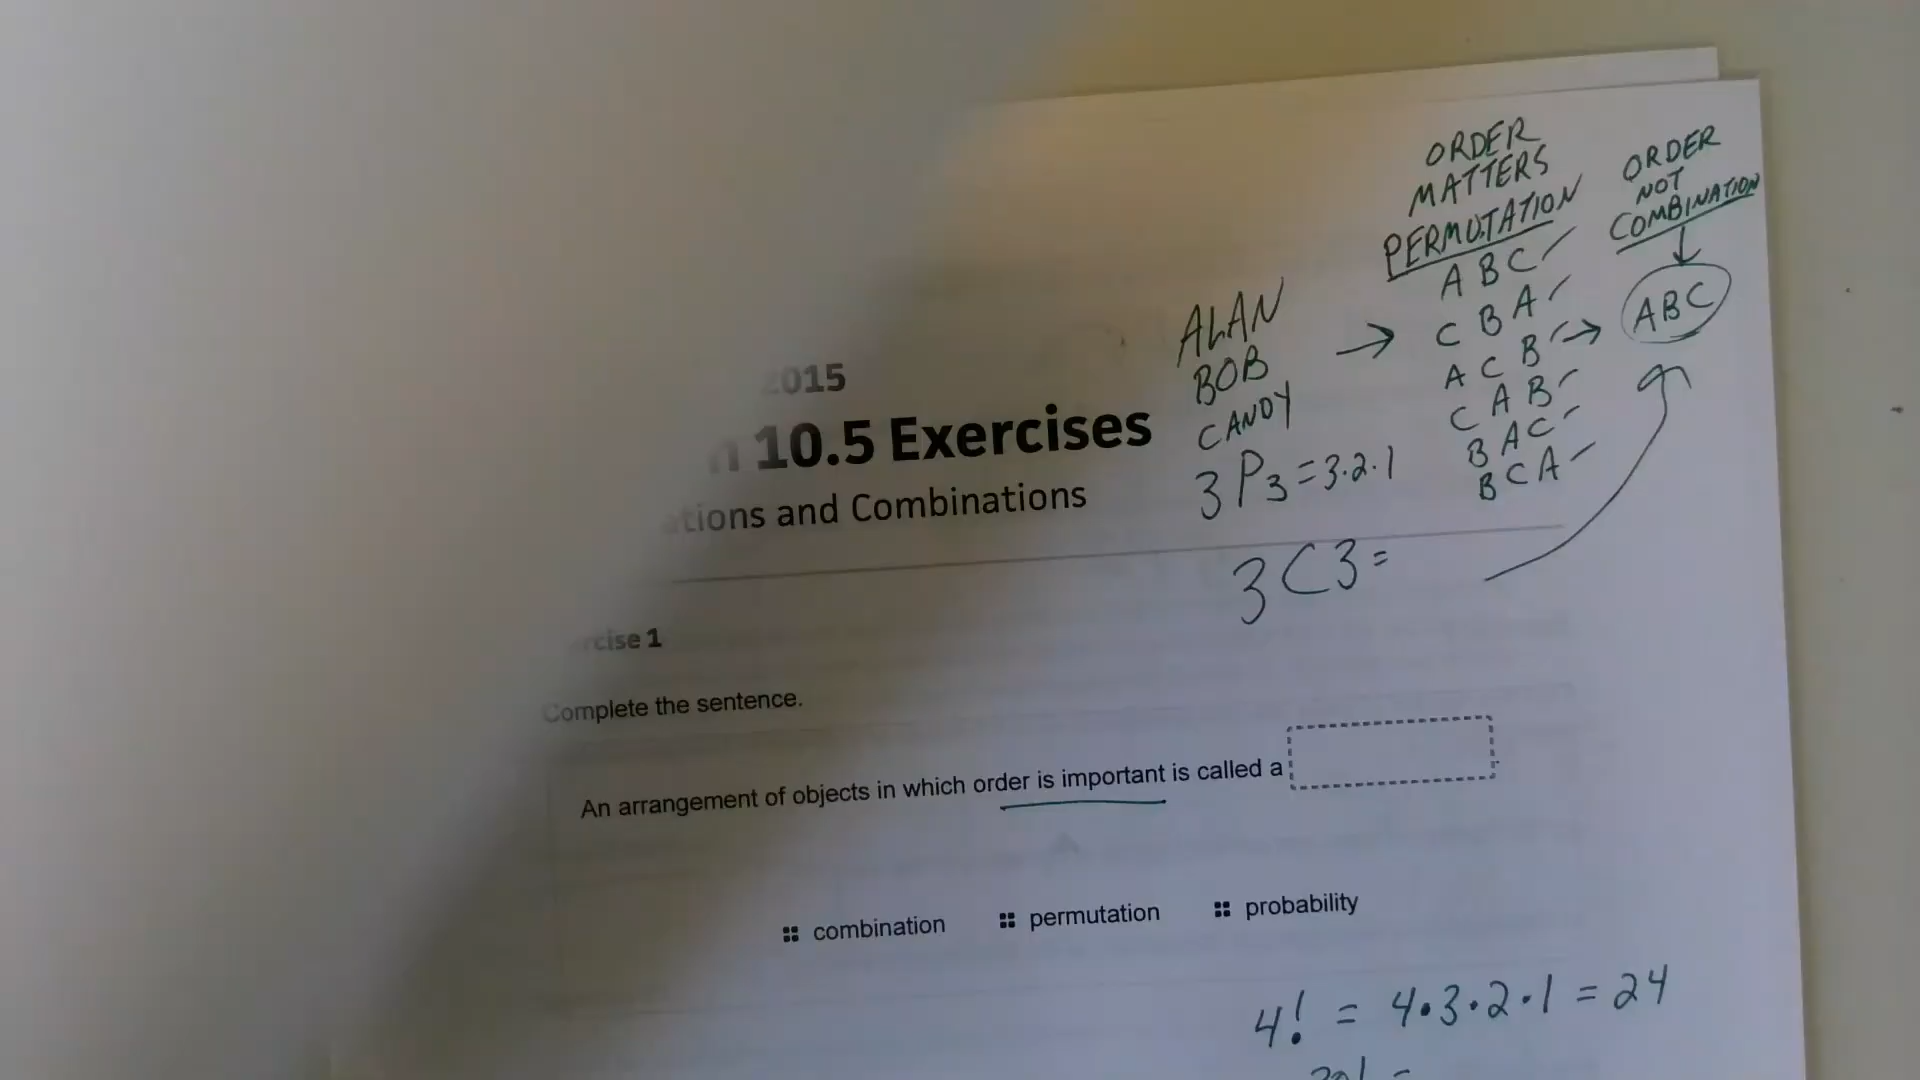 ORDER
MATTERS
PERMUTATION
ABC
CBA
ACB
CAB
BAC
BCA
ORDER
NOT
COMBINATION
ABC
ALAN
BOB
CANDY
3P3=3·2·1
3C3=
2015
10.5 Exercises
tions and Combinations
cise 1
Complete the sentence.
An arrangement of objects in which order is important is called a
combination
permutation
probability
4! = 4·3·2·1 = 24